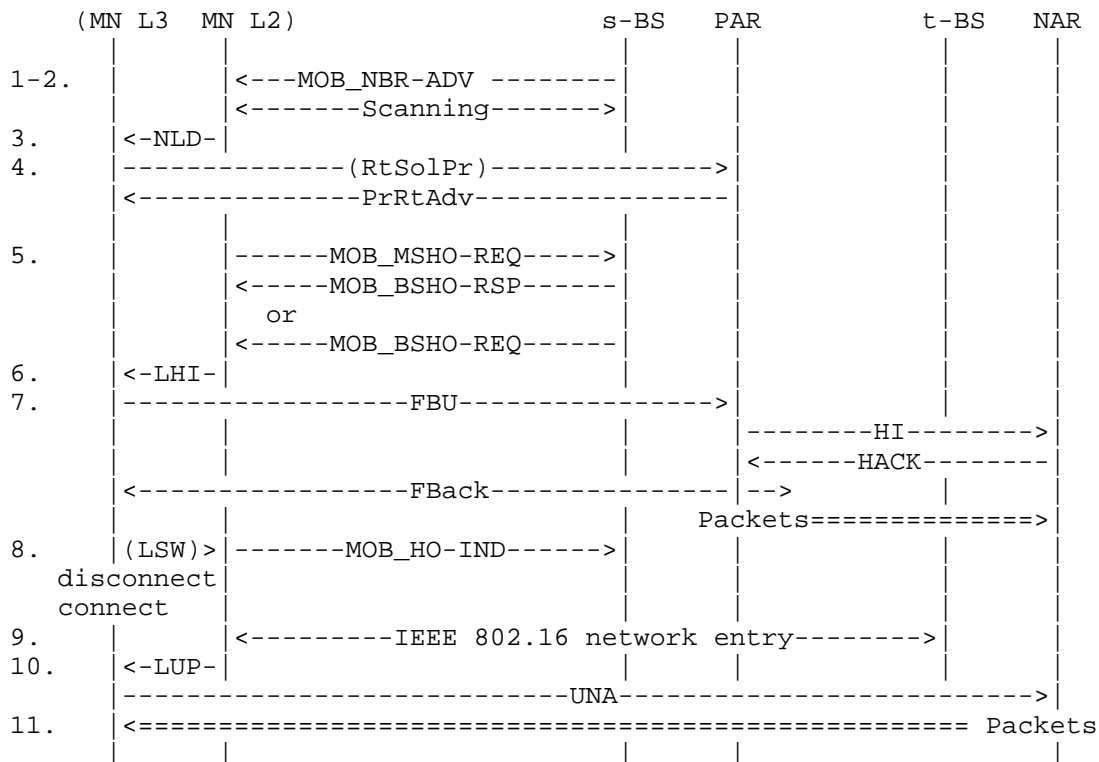 (MN L3  MN L2)                     s-BS   PAR            t-BS   NAR
1-2. <---MOB_NBR-ADV --------
<-------Scanning------->
3. <-NLD-
4. --------------(RtSolPr)-------------->
<--------------PrRtAdv----------------
5. ------MOB_MSHO-REQ----->
<-----MOB_BSHO-RSP------
or
<-----MOB_BSHO-REQ------
6. <-LHI-
7. ------------------FBU---------------->
--------HI-------->
<------HACK--------
<-----------------FBack--------------- -->
Packets==============>
8. (LSW)> -------MOB_HO-IND------>
disconnect
connect
9. <---------IEEE 802.16 network entry-------->
10. <-LUP-
----------------------------UNA--------------------------->
11. <==================================================== Packets